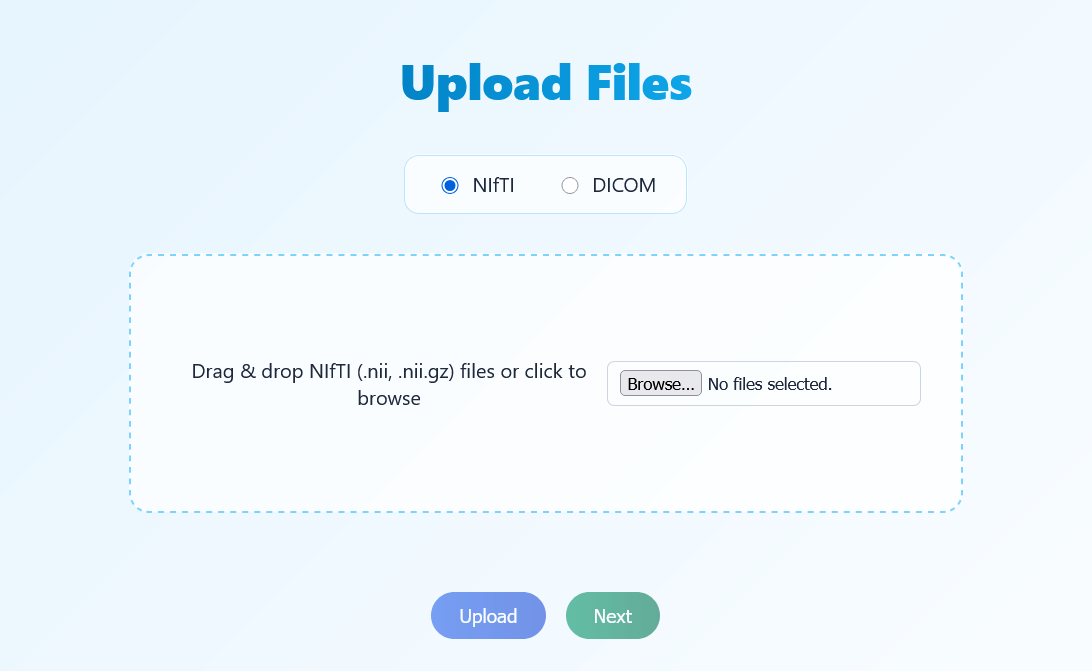 Upload Files
NIfTI DICOM
Drag & drop NIfTI (.nii, .nii.gz) files or click to
browse
Browse... No files selected.
Upload Next